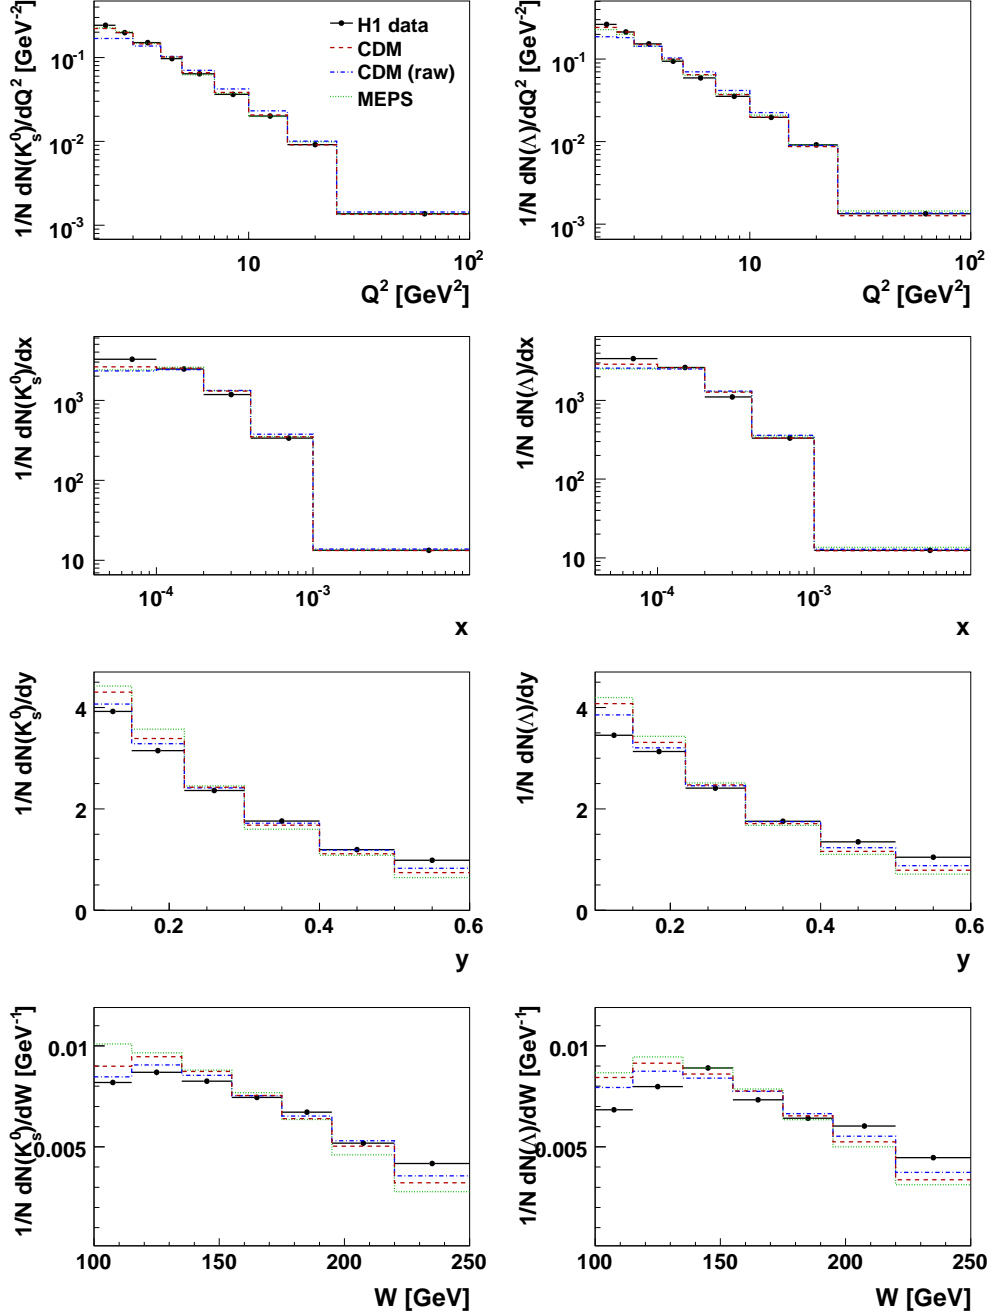 H1 data
CDM
CDM (raw)
MEPS
1/N dN(K⁰ₛ)/dQ² [GeV⁻²]
10⁻¹
10⁻²
10⁻³
10
10²
Q² [GeV²]
1/N dN(Λ)/dQ² [GeV⁻²]
10⁻¹
10⁻²
10⁻³
10
10²
Q² [GeV²]
1/N dN(K⁰ₛ)/dx
10³
10²
10
10⁻⁴
10⁻³
x
1/N dN(Λ)/dx
10³
10²
10
10⁻⁴
10⁻³
x
1/N dN(K⁰ₛ)/dy
4
2
0
0.2
0.4
0.6
y
1/N dN(Λ)/dy
4
2
0
0.2
0.4
0.6
y
1/N dN(K⁰ₛ)/dW [GeV⁻¹]
0.01
0.005
100
150
200
250
W [GeV]
1/N dN(Λ)/dW [GeV⁻¹]
0.01
0.005
100
150
200
250
W [GeV]